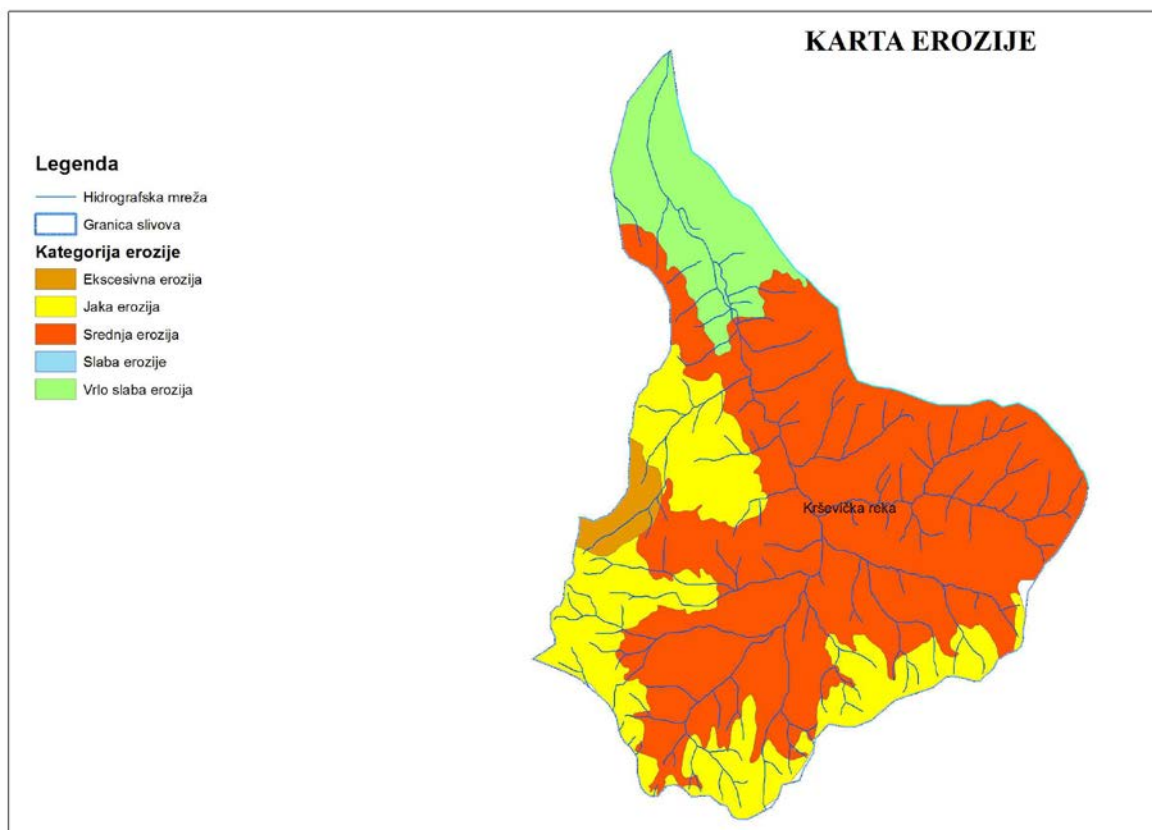 KARTA EROZIJE
Legenda
Hidrografska mreža
Granica slivova
Kategorija erozije
Ekscesivna erozija
Jaka erozija
Srednja erozija
Slaba erozije
Vrlo slaba erozija
Krševička reka